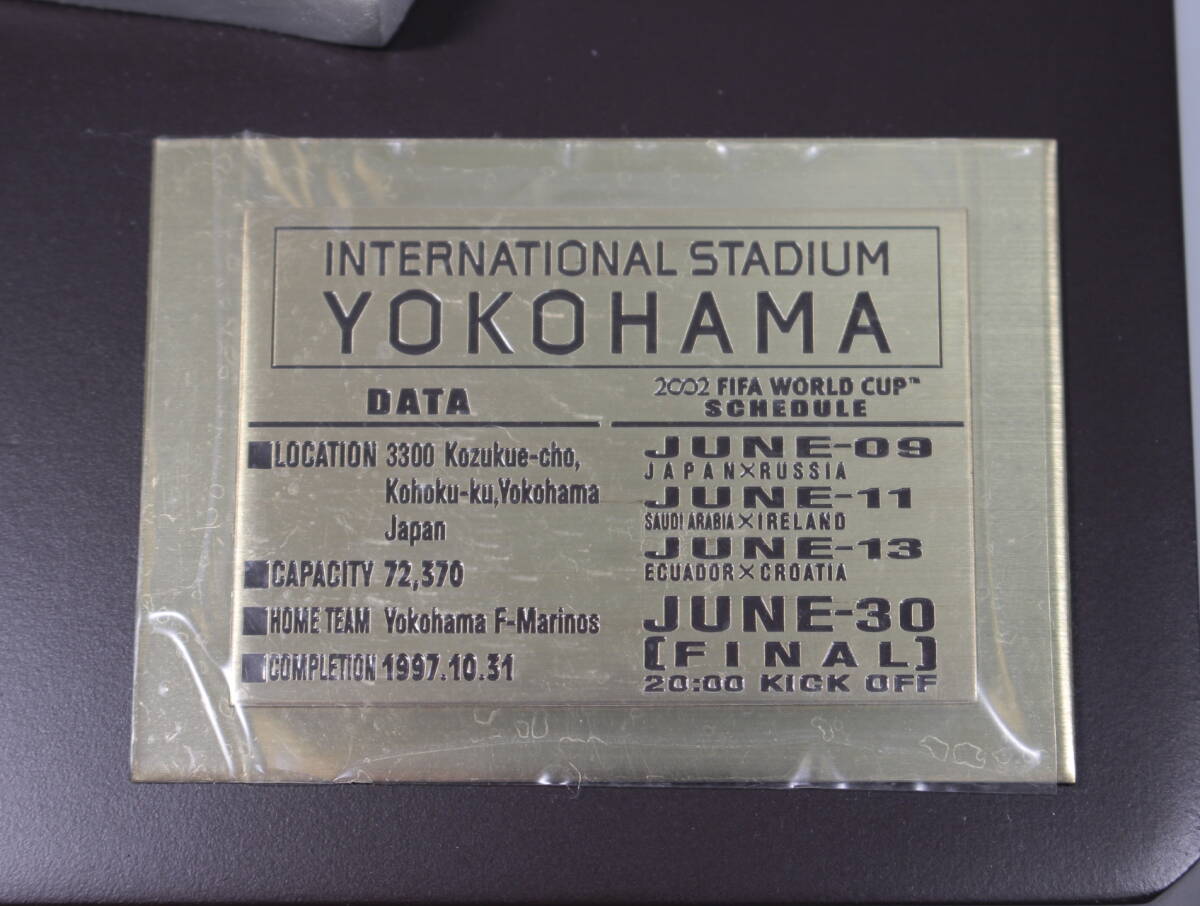 INTERNATIONAL STADIUM
YOKOHAMA
DATA
■LOCATION 3300 Kozukue-cho,
Kohoku-ku,Yokohama
Japan
■CAPACITY 72,370
■HOME TEAM Yokohama F-Marinos
■COMPLETION 1997.10.31
2002 FIFA WORLD CUP™
SCHEDULE
JUNE-09
JAPAN×RUSSIA
JUNE-11
SAUDI ARABIA×IRELAND
JUNE-13
ECUADOR×CROATIA
JUNE-30
[FINAL]
20:00 KICK OFF